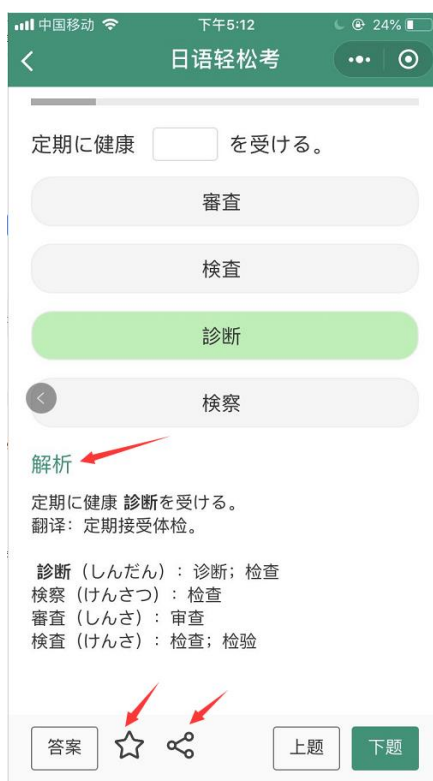 中国移动 下午5:12 24%
日语轻松考
定期に健康 を受ける。
審査
検査
診断
検察
解析
定期に健康 診断を受ける。
翻译：定期接受体检。
診断（しんだん）：诊断；检查
検察（けんさつ）：检查
審査（しんさ）：审查
検査（けんさ）：检查；检验
答案 上题 下题